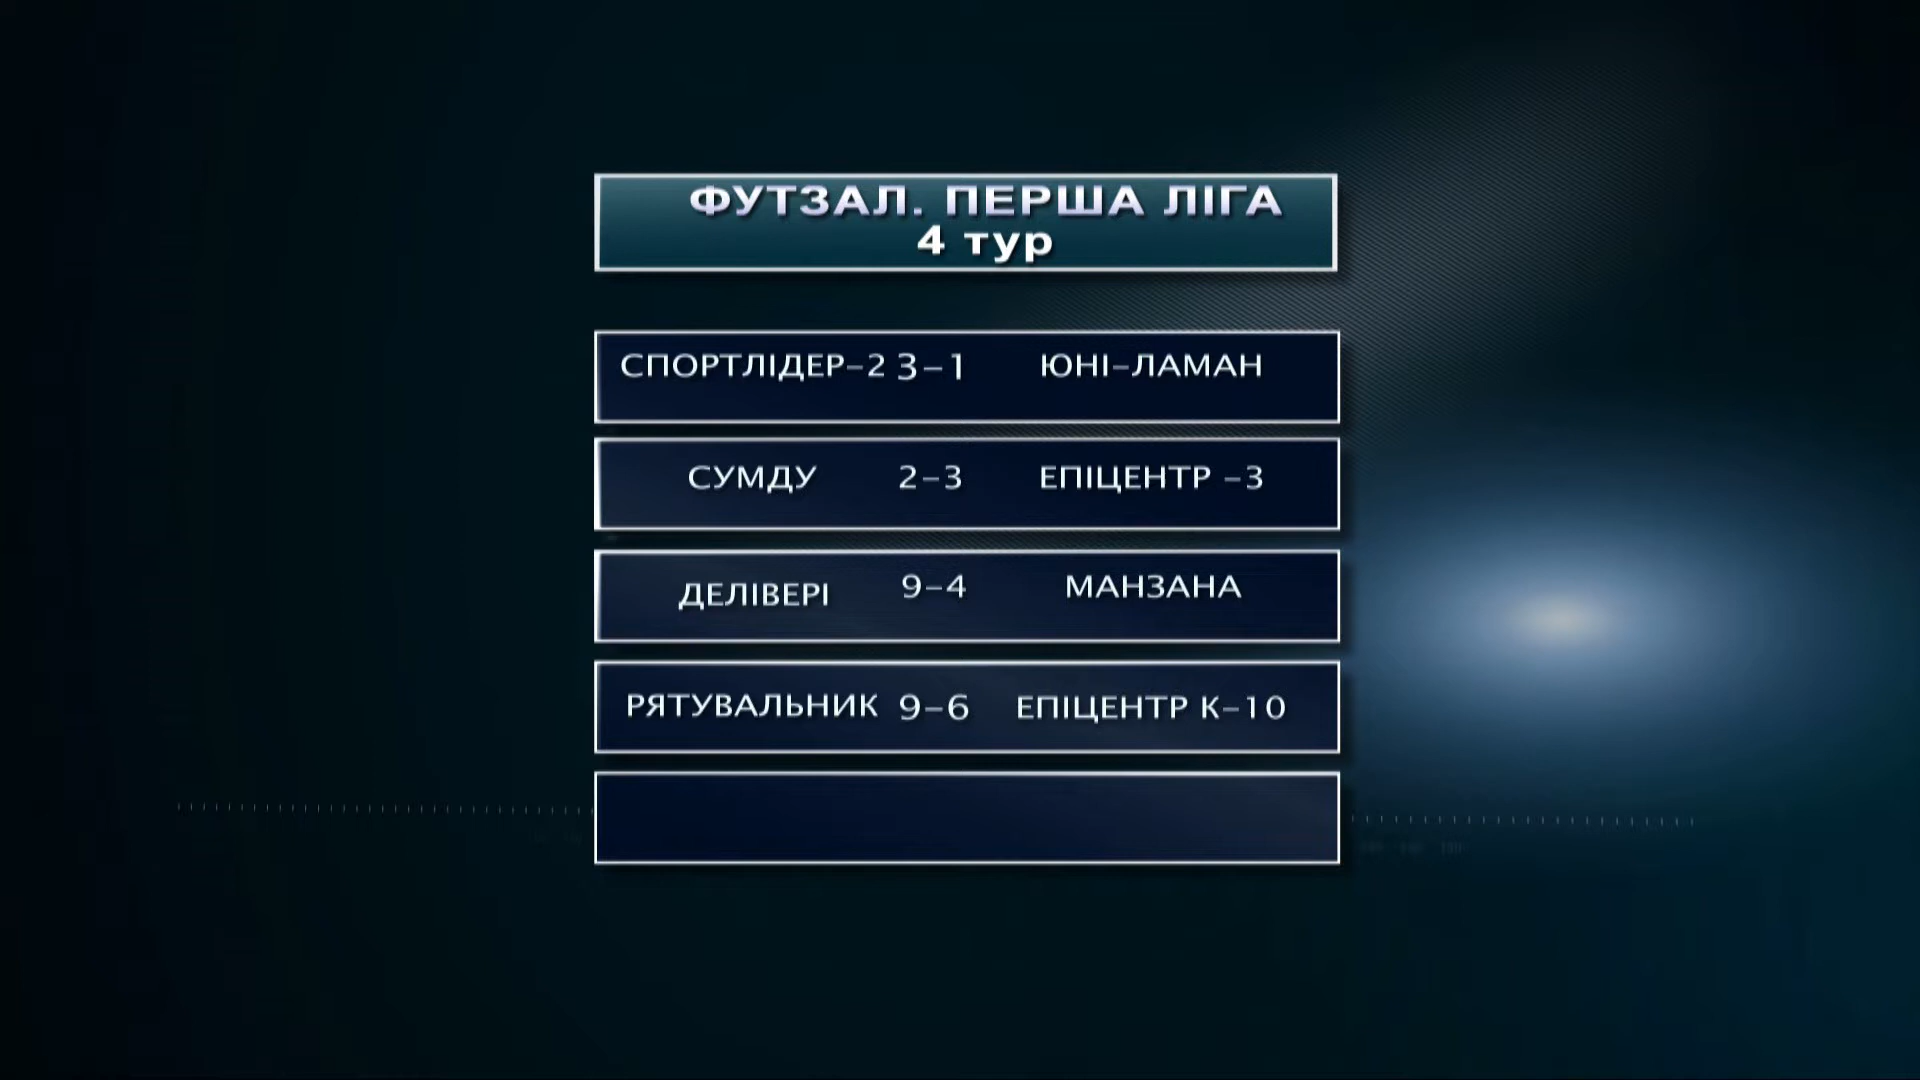 ФУТЗАЛ. ПЕРША ЛІГА
4 тур
СПОРТЛІДЕР-2 3-1 ЮНІ-ЛАМАН
СУМДУ 2-3 ЕПІЦЕНТР -3
ДЕЛІВЕРІ 9-4 МАНЗАНА
РЯТУВАЛЬНИК 9-6 ЕПІЦЕНТР К-10